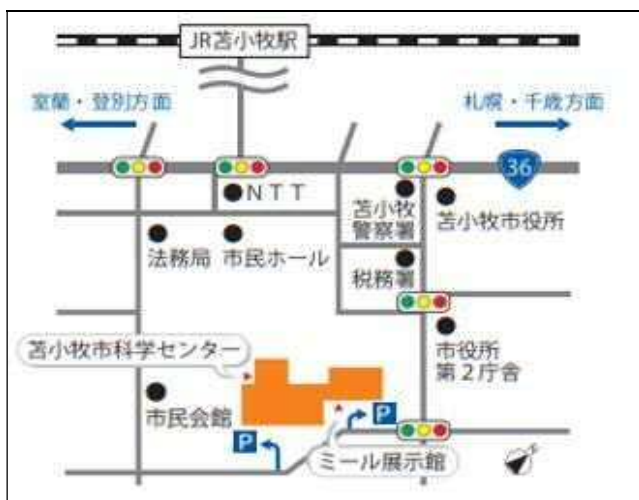 JR苫小牧駅
室蘭・登別方面
札幌・千歳方面
36
NTT
苫小牧
警察署
苫小牧市役所
法務局
市民ホール
税務署
苫小牧市科学センター
市役所
第2庁舎
市民会館
P
P
ミール展示館